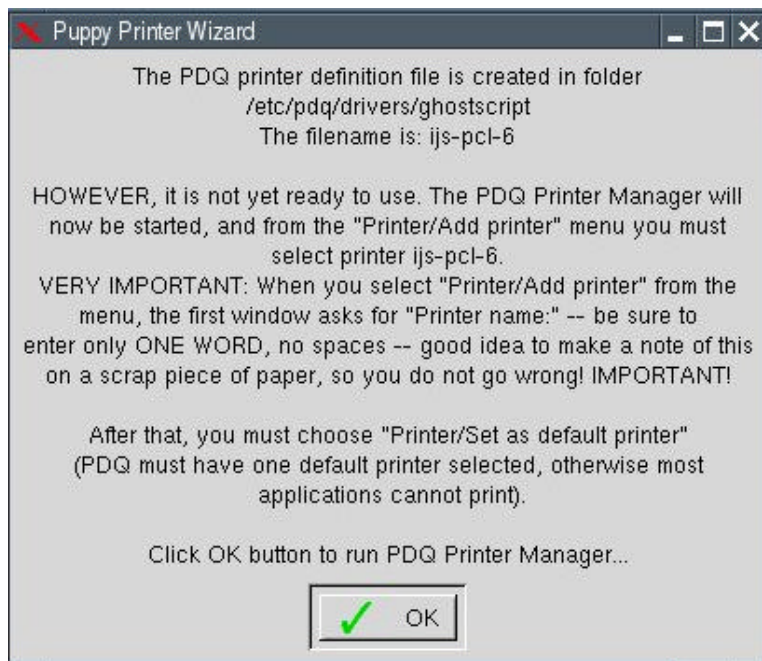 Puppy Printer Wizard
The PDQ printer definition file is created in folder
/etc/pdq/drivers/ghostscript
The filename is: ijs-pcl-6
HOWEVER, it is not yet ready to use. The PDQ Printer Manager will
now be started, and from the "Printer/Add printer" menu you must
select printer ijs-pcl-6.
VERY IMPORTANT: When you select "Printer/Add printer" from the
menu, the first window asks for "Printer name:" -- be sure to
enter only ONE WORD, no spaces -- good idea to make a note of this
on a scrap piece of paper, so you do not go wrong! IMPORTANT!
After that, you must choose "Printer/Set as default printer"
(PDQ must have one default printer selected, otherwise most
applications cannot print).
Click OK button to run PDQ Printer Manager...
OK